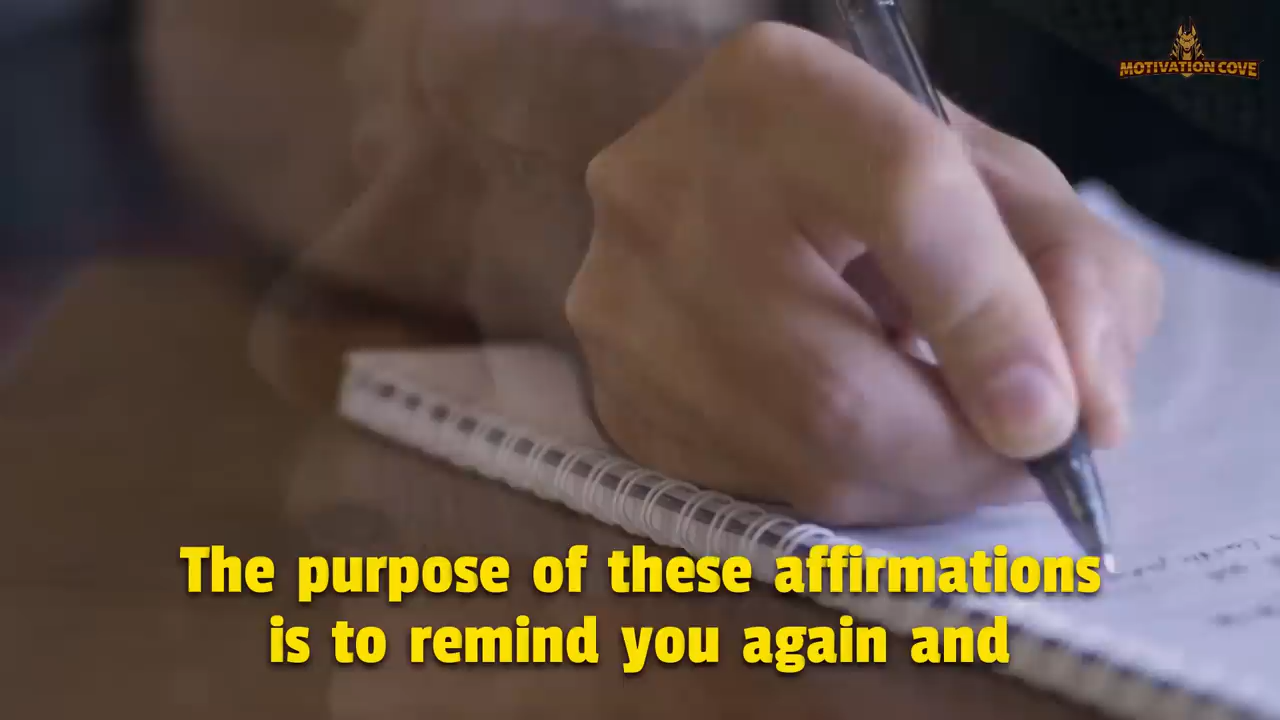 MOTIVATION COVE
The purpose of these affirmations
is to remind you again and